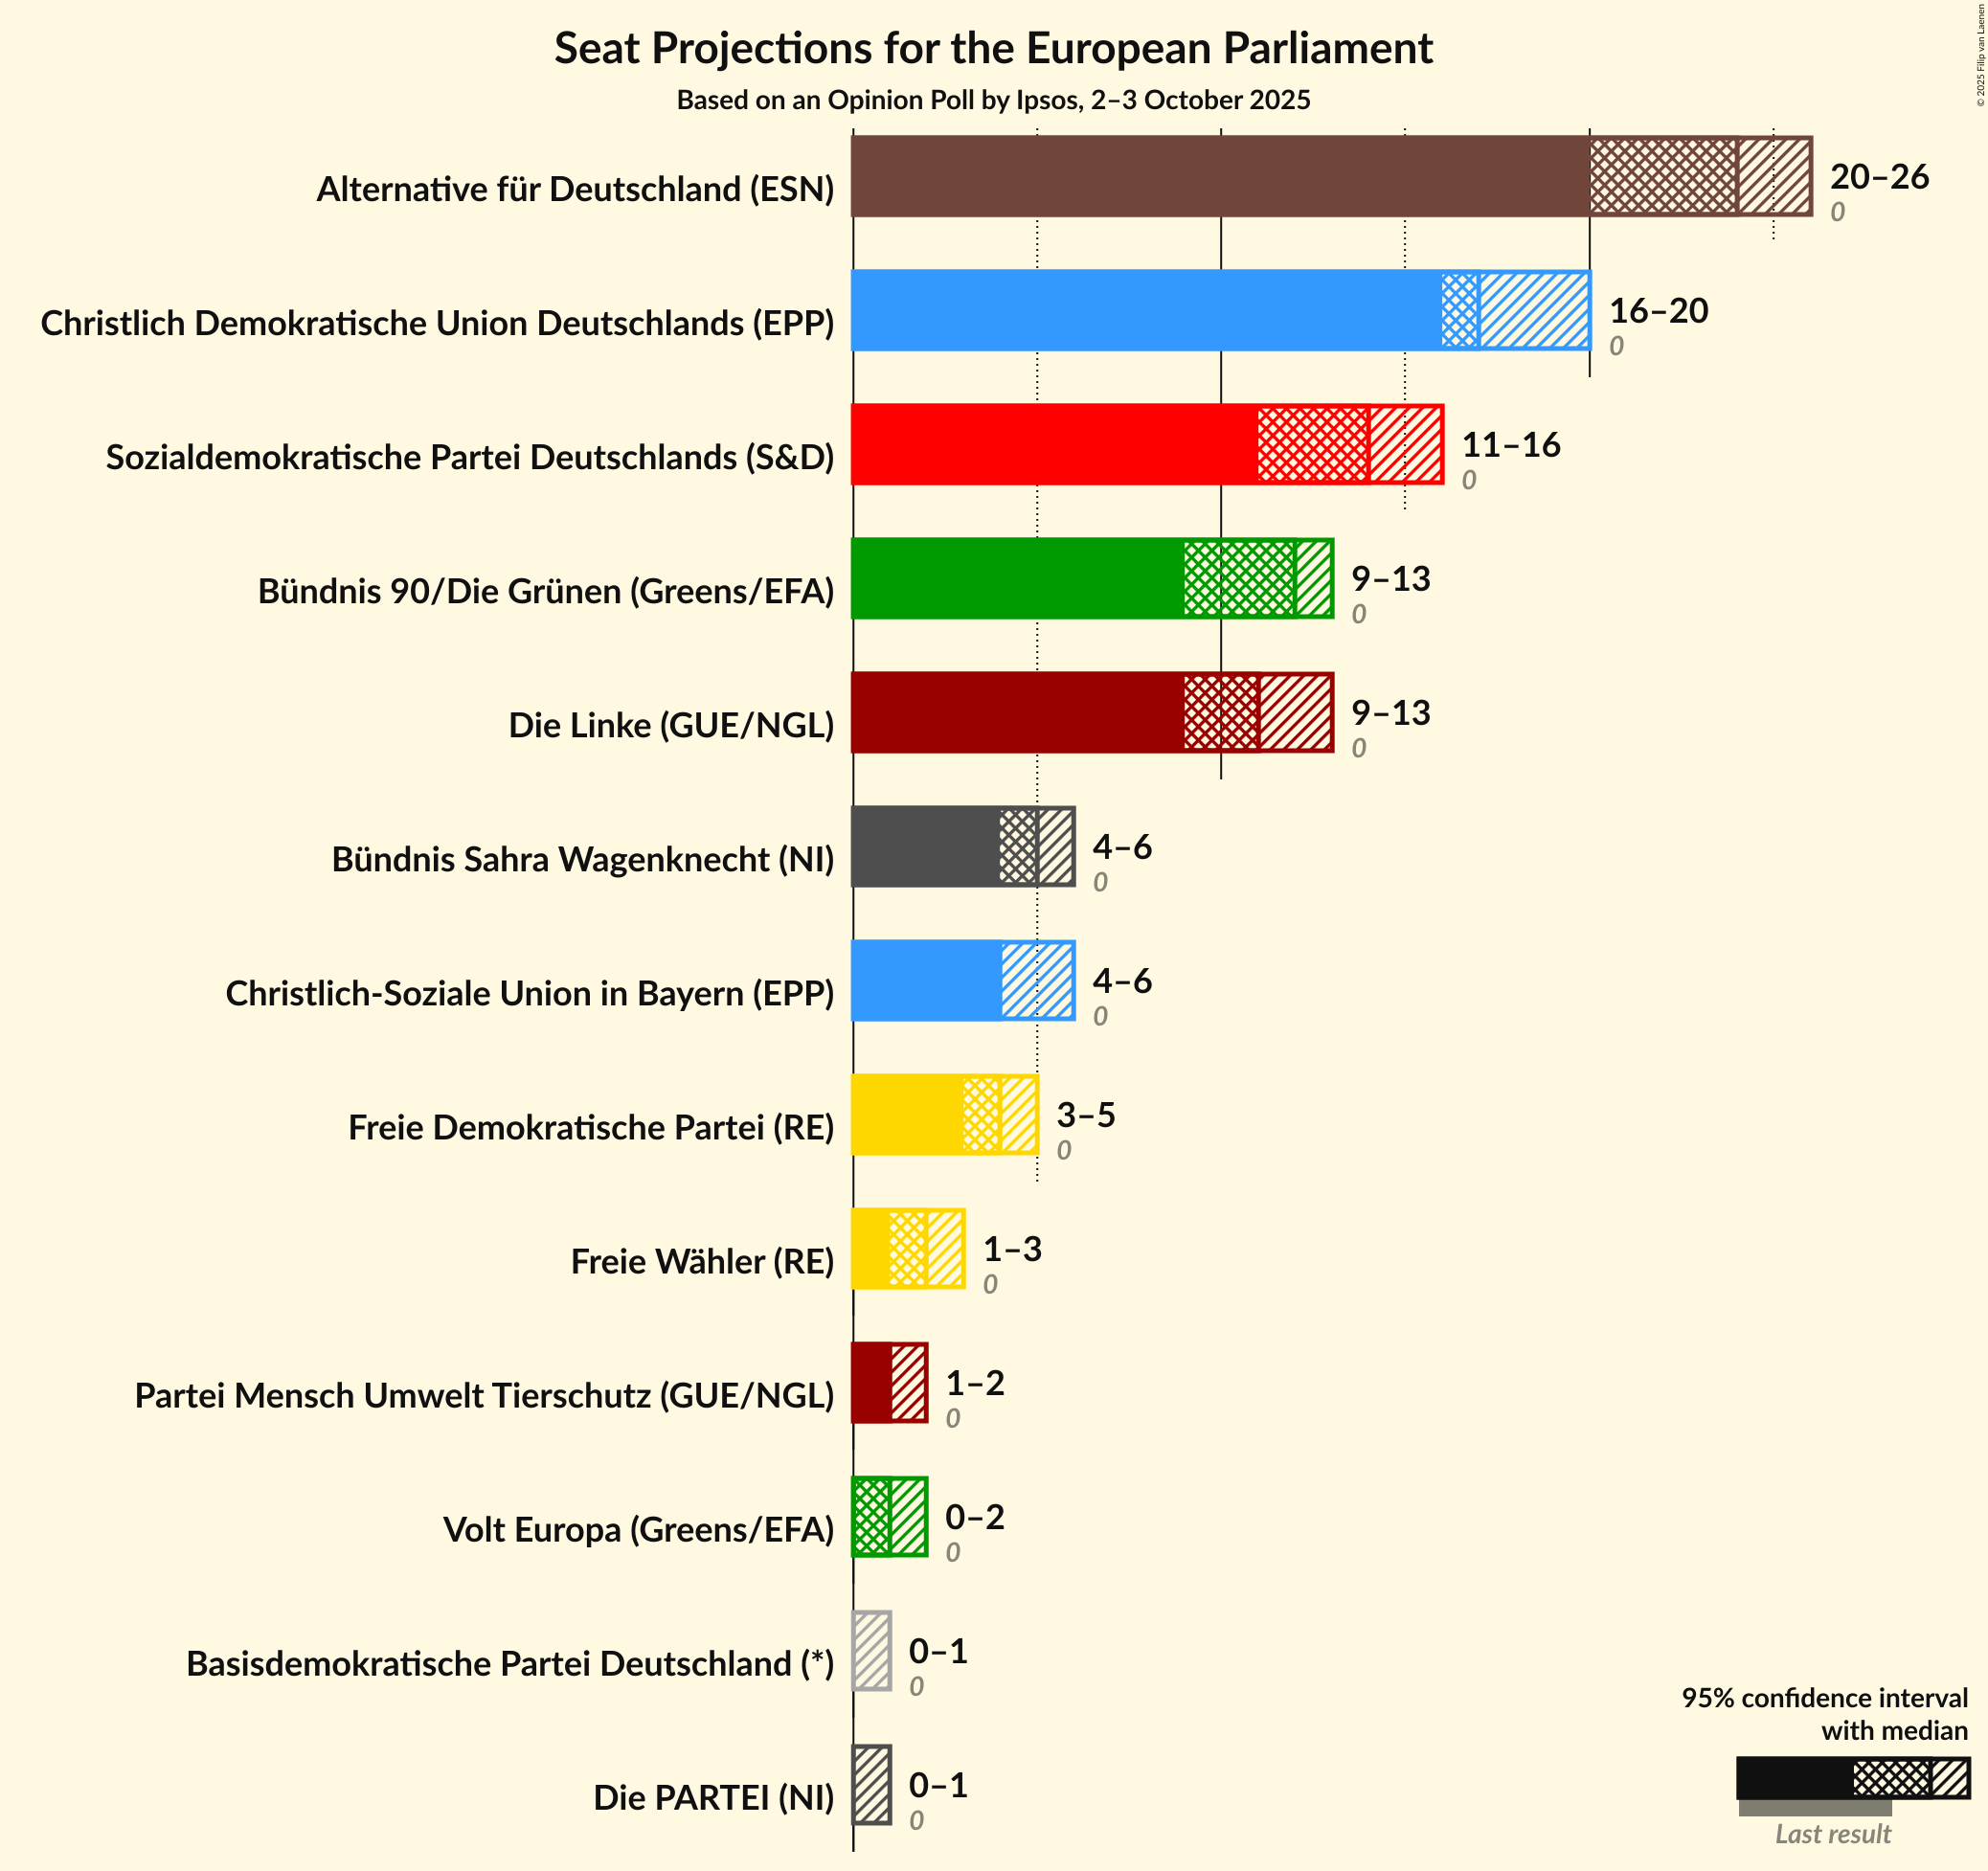 Seat Projections for the European Parliament
Based on an Opinion Poll by Ipsos, 2–3 October 2025
© 2025 Filip van Laenen
Alternative für Deutschland (ESN)
20–26
0
Christlich Demokratische Union Deutschlands (EPP)
16–20
0
Sozialdemokratische Partei Deutschlands (S&D)
11–16
0
Bündnis 90/Die Grünen (Greens/EFA)
9–13
0
Die Linke (GUE/NGL)
9–13
0
Bündnis Sahra Wagenknecht (NI)
4–6
0
Christlich-Soziale Union in Bayern (EPP)
4–6
0
Freie Demokratische Partei (RE)
3–5
0
Freie Wähler (RE)
1–3
0
Partei Mensch Umwelt Tierschutz (GUE/NGL)
1–2
0
Volt Europa (Greens/EFA)
0–2
0
Basisdemokratische Partei Deutschland (*)
0–1
0
Die PARTEI (NI)
0–1
0
95% confidence interval
with median
Last result